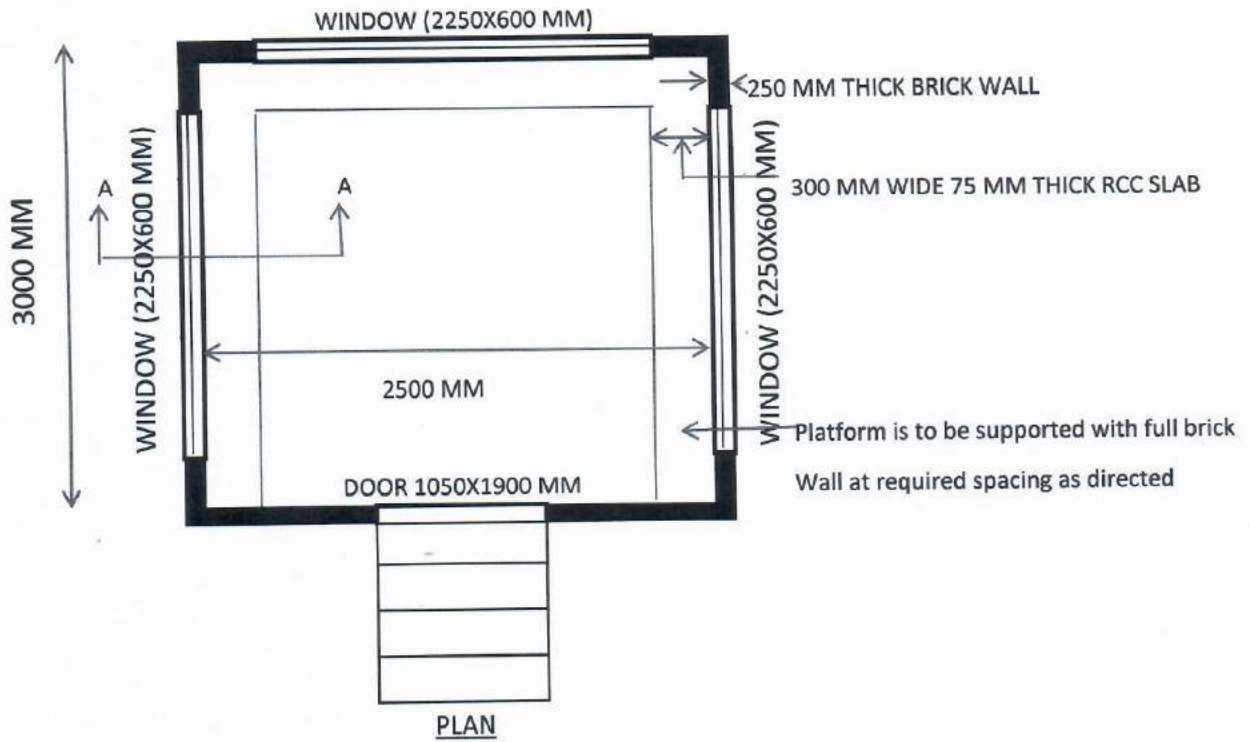 WINDOW (2250X600 MM)
250 MM THICK BRICK WALL
300 MM WIDE 75 MM THICK RCC SLAB
A
A
3000 MM
WINDOW (2250X600 MM)
WINDOW (2250X600 MM)
2500 MM
Platform is to be supported with full brick
Wall at required spacing as directed
DOOR 1050X1900 MM
PLAN